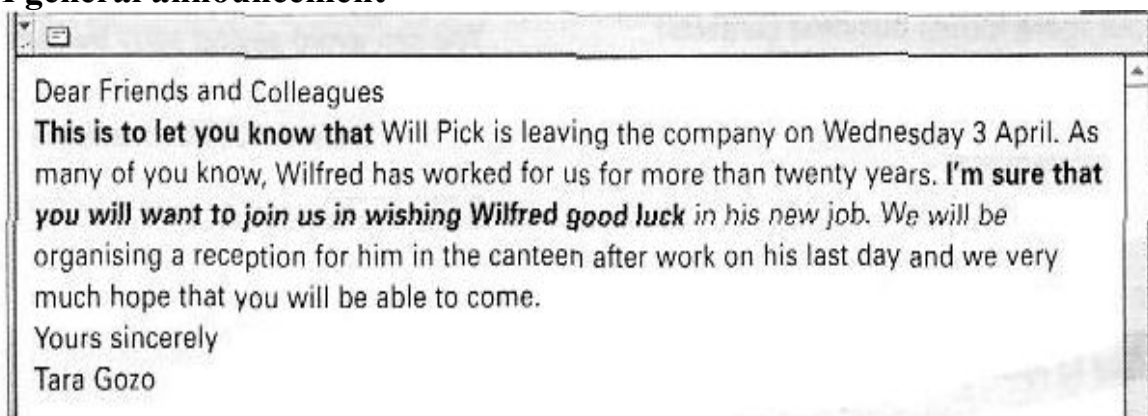 general announcement
Dear Friends and Colleagues
This is to let you know that Will Pick is leaving the company on Wednesday 3 April. As
many of you know, Wilfred has worked for us for more than twenty years. I'm sure that
you will want to join us in wishing Wilfred good luck in his new job. We will be
organising a reception for him in the canteen after work on his last day and we very
much hope that you will be able to come.
Yours sincerely
Tara Gozo